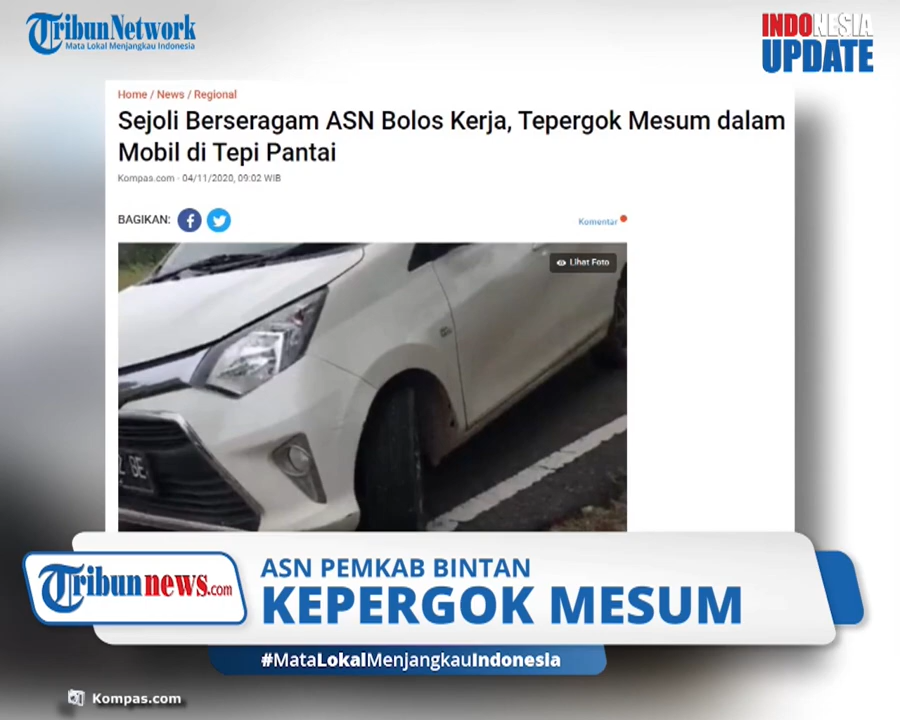 TribunNetwork
Mata Lokal Menjangkau Indonesia
INDONESIA
UPDATE
Home / News / Regional
Sejoli Berseragam ASN Bolos Kerja, Tepergok Mesum dalam
Mobil di Tepi Pantai
Kompas.com - 04/11/2020, 09:02 WIB
BAGIKAN:
Komentar
Lihat Foto
BE
Tribunnews.com
ASN PEMKAB BINTAN
KEPERGOK MESUM
#MataLokalMenjangkauIndonesia
Kompas.com